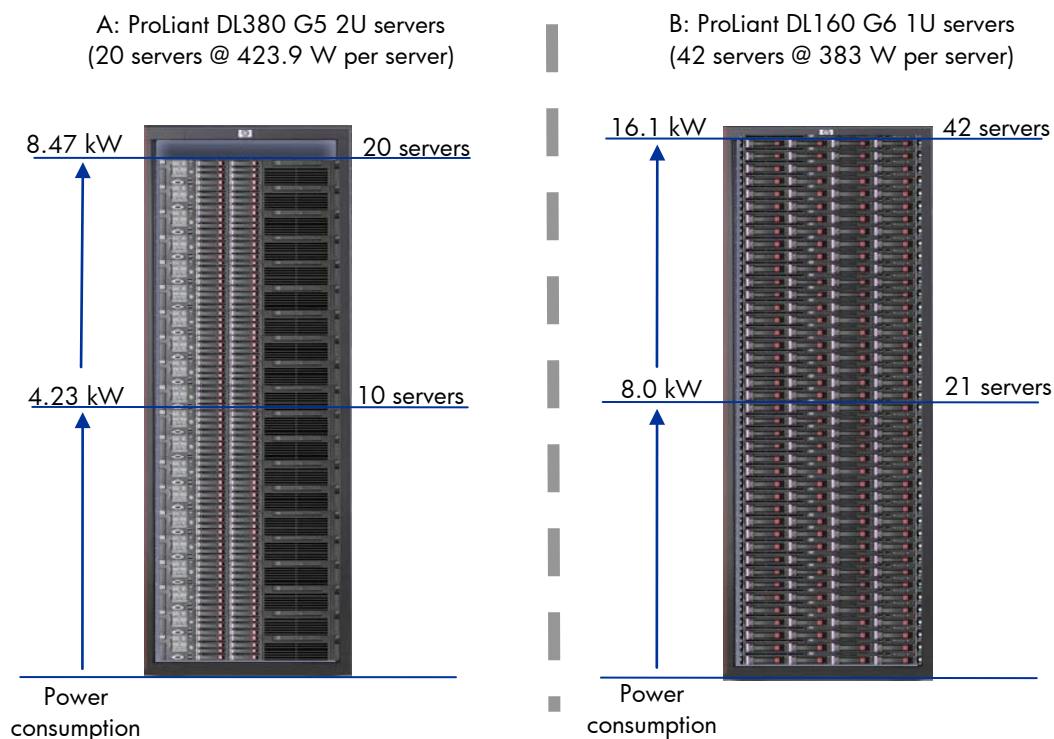 A: ProLiant DL380 G5 2U servers
(20 servers @ 423.9 W per server)
8.47 kW
20 servers
4.23 kW
10 servers
Power
consumption
B: ProLiant DL160 G6 1U servers
(42 servers @ 383 W per server)
16.1 kW
42 servers
8.0 kW
21 servers
Power
consumption